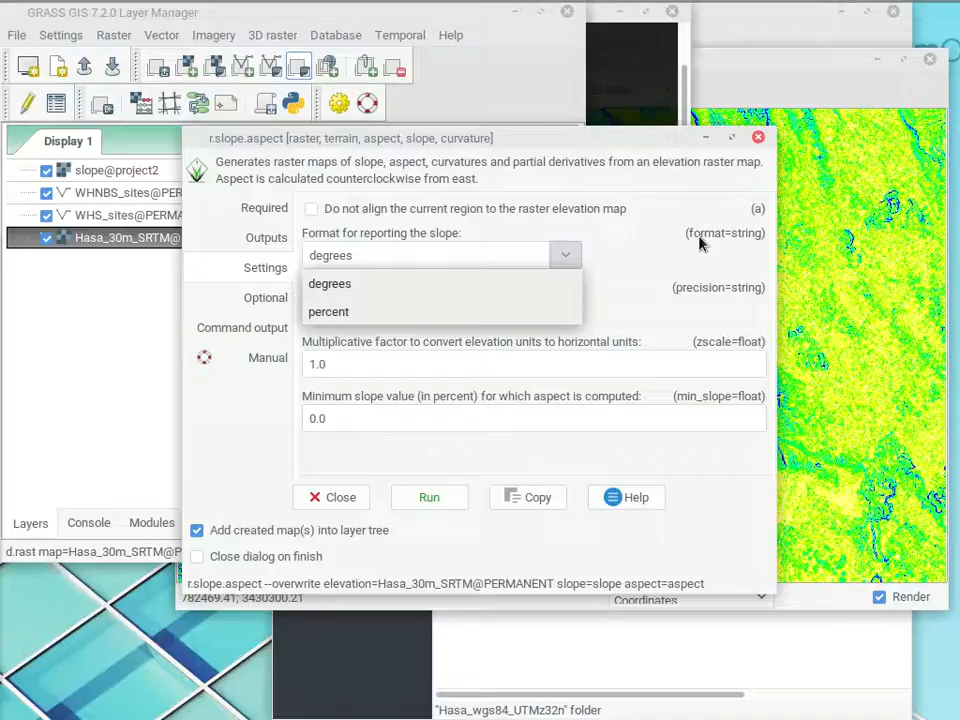 GRASS GIS 7.2.0 Layer Manager
File Settings Raster Vector Imagery 3D raster Database Temporal Help
Display 1
slope@project2
WHNBS_sites@PER
WHS_sites@PERMA
Hasa_30m_SRTM@
r.slope.aspect [raster, terrain, aspect, slope, curvature]
Generates raster maps of slope, aspect, curvatures and partial derivatives from an elevation raster map.
Aspect is calculated counterclockwise from east.
Required
Outputs
Settings
Optional
Command output
Manual
Do not align the current region to the raster elevation map (a)
Format for reporting the slope: (format=string)
degrees
degrees
percent
(precision=string)
Multiplicative factor to convert elevation units to horizontal units: (zscale=float)
1.0
Minimum slope value (in percent) for which aspect is computed: (min_slope=float)
0.0
Close Run Copy Help
Add created map(s) into layer tree
Close dialog on finish
r.slope.aspect --overwrite elevation=Hasa_30m_SRTM@PERMANENT slope=slope aspect=aspect
Layers Console Modules
d.rast map=Hasa_30m_SRTM@P
782469.41; 3430300.21
Coordinates
Render
"Hasa_wgs84_UTMz32n" folder